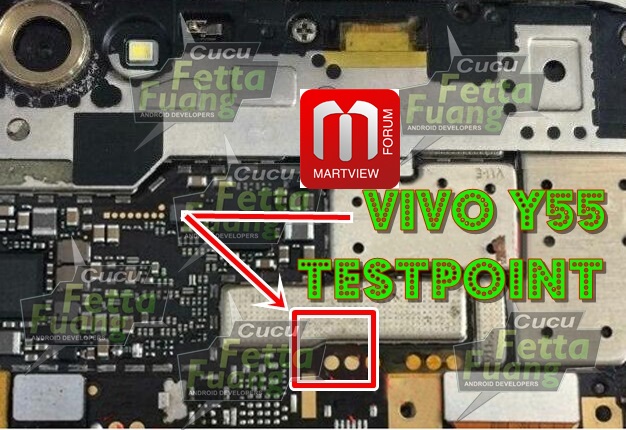 Cucu
Fetta
Fuang
ANDROID DEVELOPERS
Cucu
Fetta
Fuang
ANDROID DEVELOPERS
MARTVIEW
FORUM
Cucu
Fetta
Fuang
ANDROID DEVELOPERS
VIVO Y55
TESTPOINT
Cucu
Fetta
Fuang
ANDROID DEVELOPERS
Cucu
Fetta
Fuang
ANDROID DEVELOPERS
Cucu
Fetta
Fuang
ANDROID DEVELOPERS